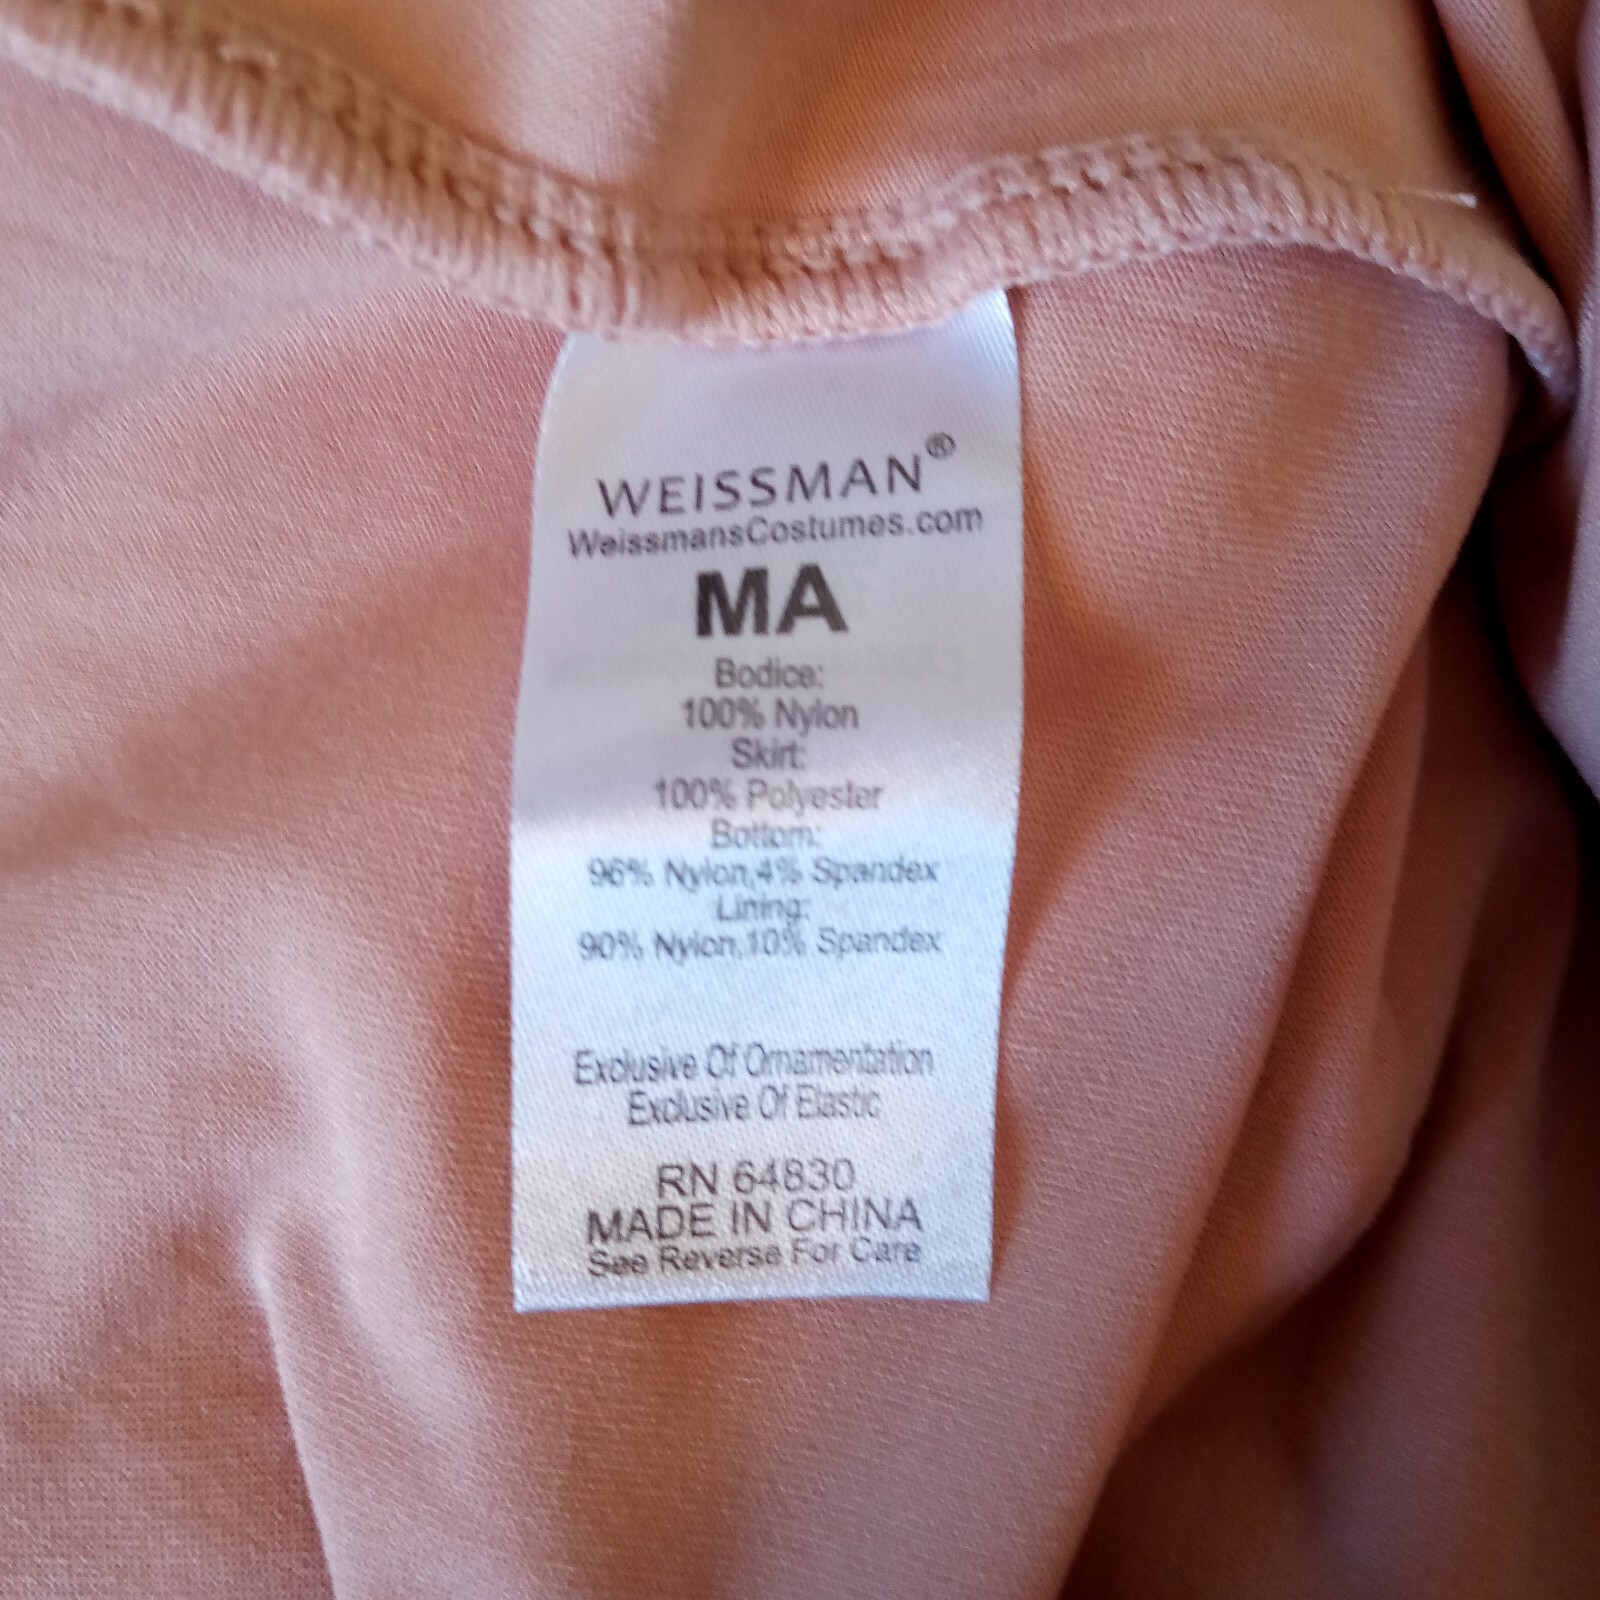 WEISSMAN®
WeissmansCostumes.com
MA
Bodice:
100% Nylon
Skirt:
100% Polyester
Bottom:
96% Nylon,4% Spandex
Lining:
90% Nylon,10% Spandex
Exclusive Of Ornamentation
Exclusive Of Elastic
RN 64830
MADE IN CHINA
See Reverse For Care